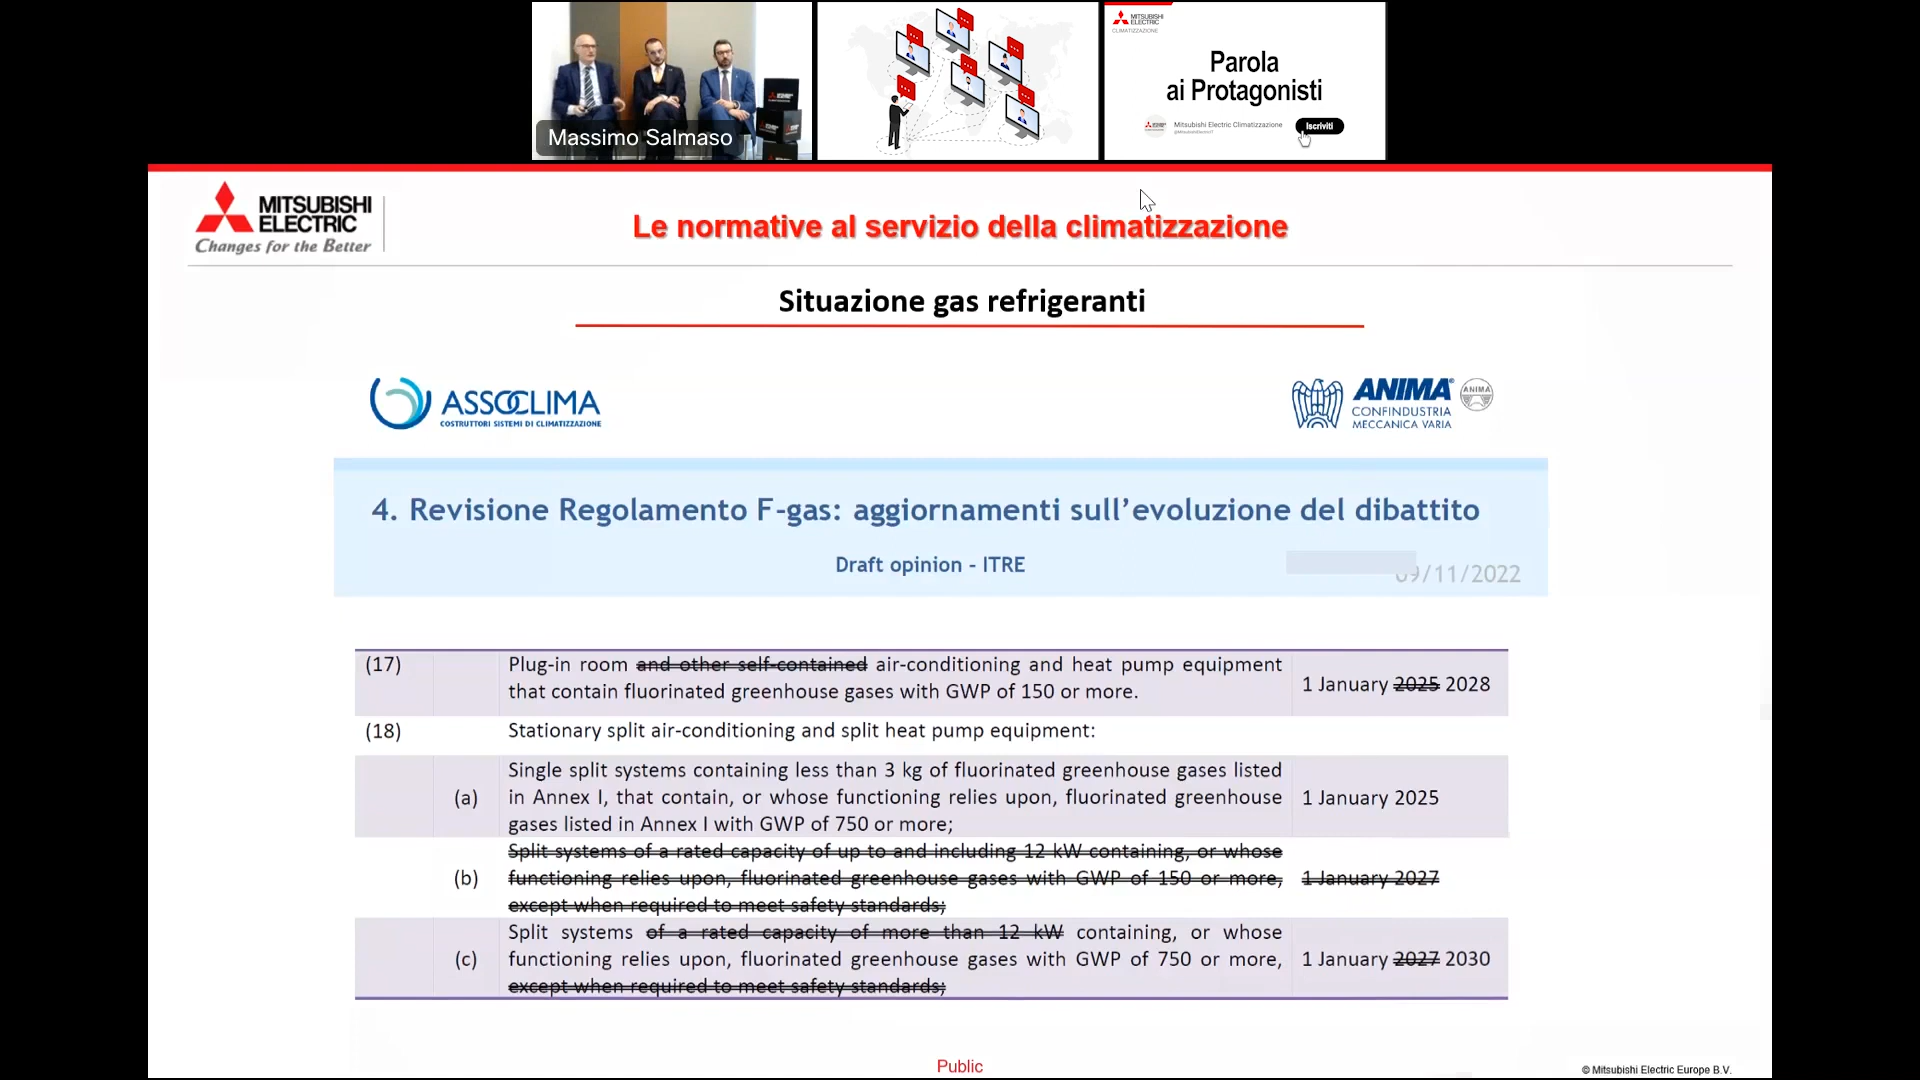 Massimo Salmaso
MITSUBISHI
ELECTRIC
CLIMATIZZAZIONE
Parola
ai Protagonisti
Mitsubishi Electric Climatizzazione
Iscriviti
MITSUBISHI
ELECTRIC
Changes for the Better
Le normative al servizio della climatizzazione
Situazione gas refrigeranti
ASSOCLIMA
COSTRUTTORI SISTEMI DI CLIMATIZZAZIONE
ANIMA
CONFINDUSTRIA
MECCANICA VARIA
ANIMA
4. Revisione Regolamento F-gas: aggiornamenti sull'evoluzione del dibattito
Draft opinion - ITRE
09/11/2022
(17) Plug-in room and other self-contained air-conditioning and heat pump equipment
that contain fluorinated greenhouse gases with GWP of 150 or more.
1 January 2025 2028
(18) Stationary split air-conditioning and split heat pump equipment:
(a) Single split systems containing less than 3 kg of fluorinated greenhouse gases listed
in Annex I, that contain, or whose functioning relies upon, fluorinated greenhouse
gases listed in Annex I with GWP of 750 or more;
1 January 2025
(b) Split systems of a rated capacity of up to and including 12 kW containing, or whose
functioning relies upon, fluorinated greenhouse gases with GWP of 150 or more,
except when required to meet safety standards;
1 January 2027
(c) Split systems of a rated capacity of more than 12 kW containing, or whose
functioning relies upon, fluorinated greenhouse gases with GWP of 750 or more,
except when required to meet safety standards;
1 January 2027 2030
Public
© Mitsubishi Electric Europe B.V.